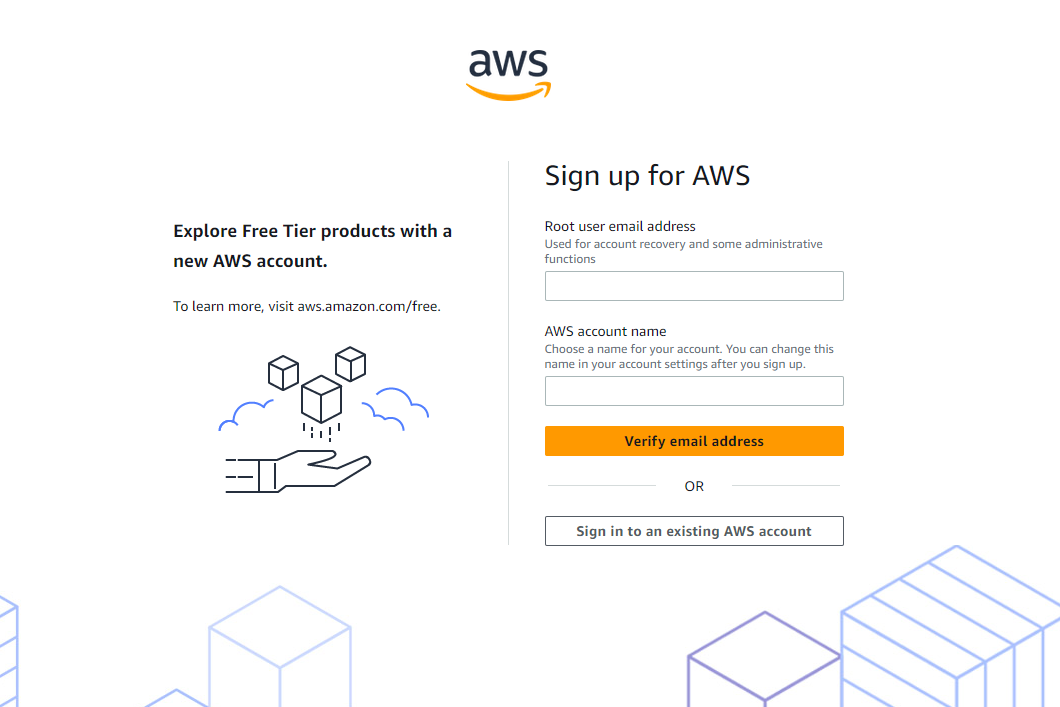 aws
Explore Free Tier products with a
new AWS account.
To learn more, visit aws.amazon.com/free.
Sign up for AWS
Root user email address
Used for account recovery and some administrative
functions
AWS account name
Choose a name for your account. You can change this
name in your account settings after you sign up.
Verify email address
OR
Sign in to an existing AWS account